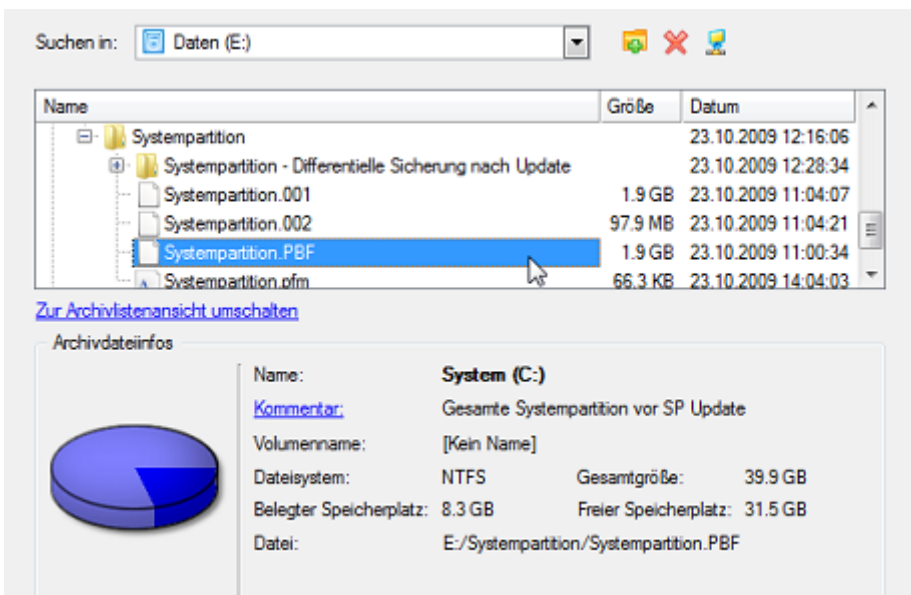 Suchen in: Daten (E:)
Name Größe Datum
Systempartition 23.10.2009 12:16:06
Systempartition - Differentielle Sicherung nach Update 23.10.2009 12:28:34
Systempartition.001 1.9 GB 23.10.2009 11:04:07
Systempartition.002 97.9 MB 23.10.2009 11:04:21
Systempartition.PBF 1.9 GB 23.10.2009 11:00:34
Systempartition.pfm 66.3 KB 23.10.2009 14:04:03
Zur Archivlistenansicht umschalten
Archivdateiinfos
Name: System (C:)
Kommentar: Gesamte Systempartition vor SP Update
Volumenname: [Kein Name]
Dateisystem: NTFS Gesamtgröße: 39.9 GB
Belegter Speicherplatz: 8.3 GB Freier Speicherplatz: 31.5 GB
Datei: E:/Systempartition/Systempartition.PBF